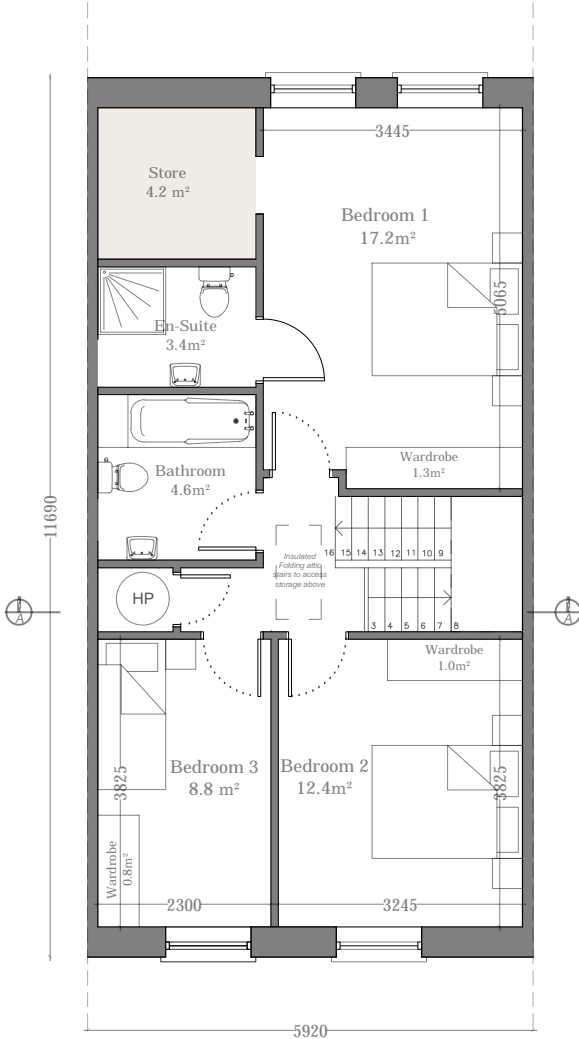 3445
Store
4.2 m²
Bedroom 1
17.2m²
5065
En-Suite
3.4m²
Wardrobe
1.3m²
Bathroom
4.6m²
11690
16 15 14 13 12 11 10 9
Insulated
Folding attic
stairs to access
storage above
HP
A
A
3 4 5 6 7 8
Wardrobe
1.0m²
Bedroom 3
8.8 m²
Bedroom 2
12.4m²
3825
3825
Wardrobe
0.8m²
2300
3245
5920